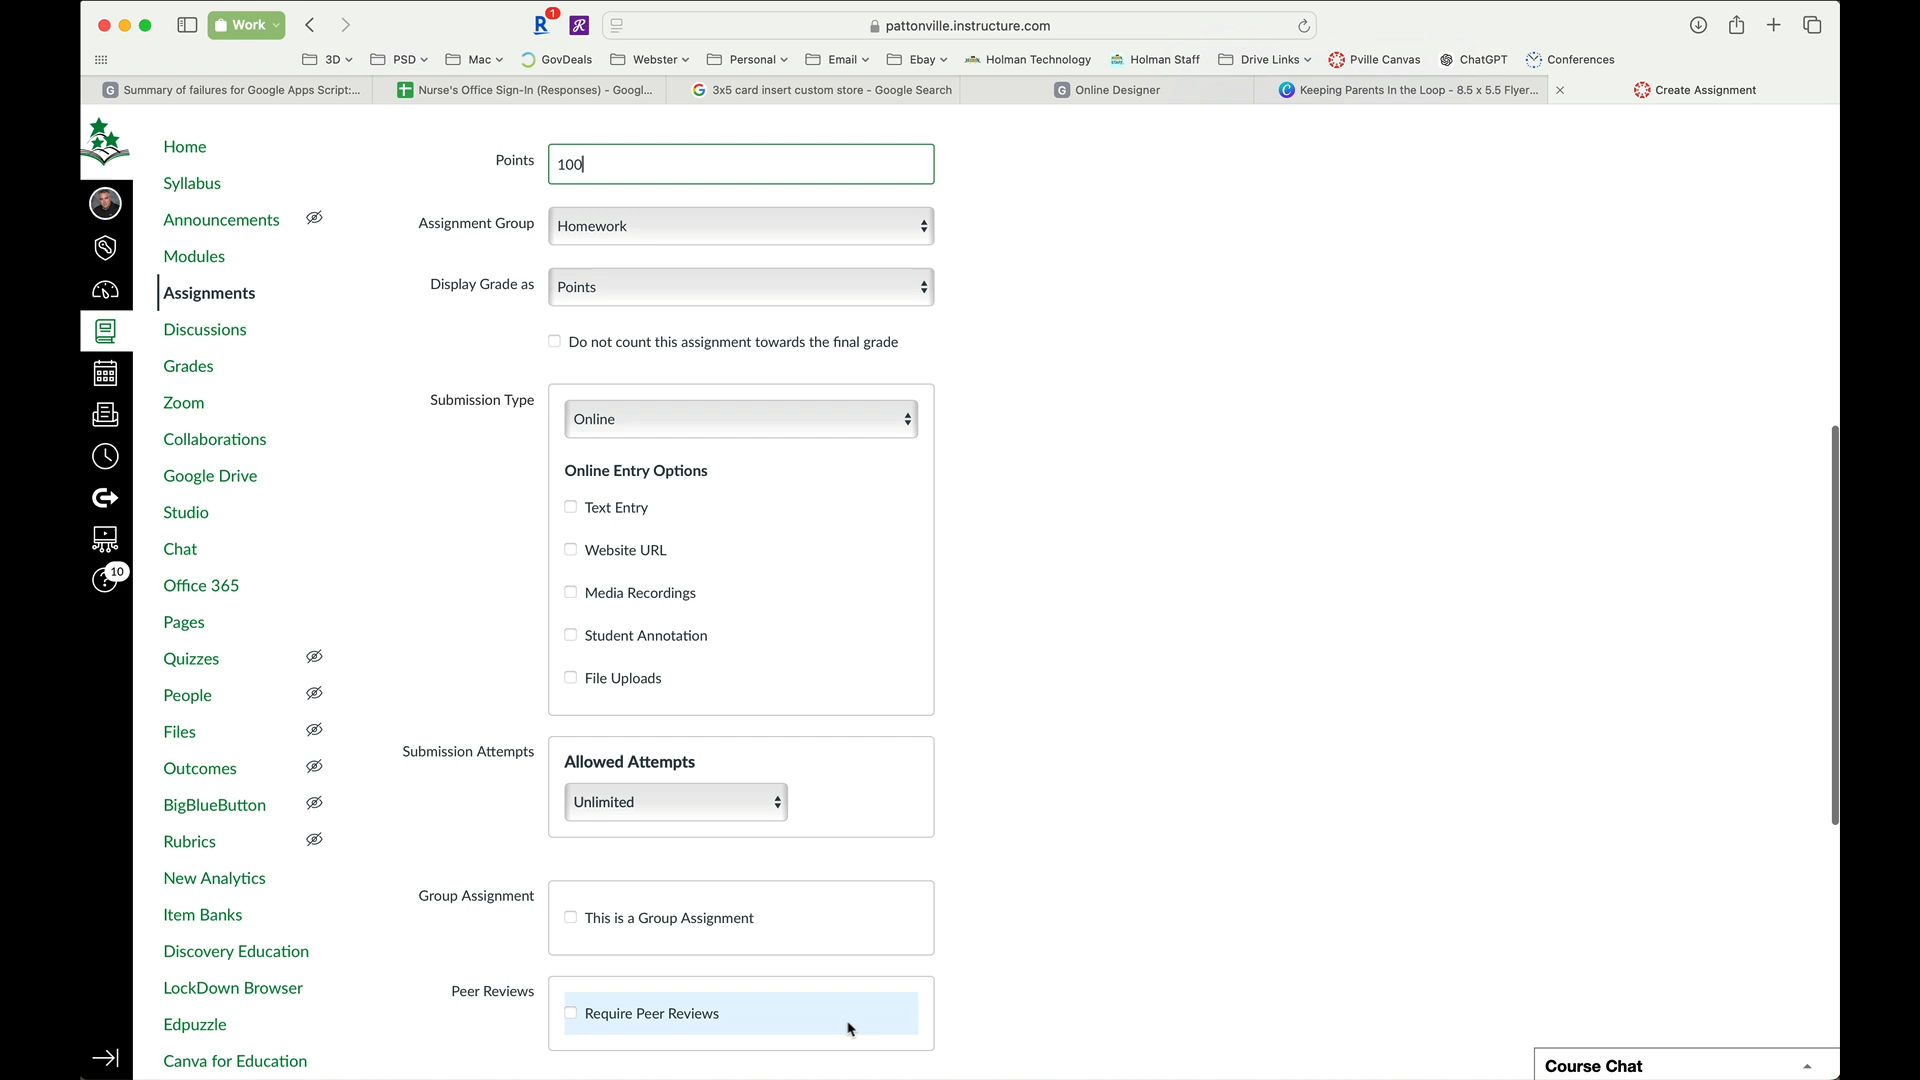 Work
1
pattonville.instructure.com
3D
PSD
Mac
GovDeals
Webster
Personal
Email
Ebay
Holman Technology
Holman Staff
Drive Links
Pville Canvas
ChatGPT
Conferences
Summary of failures for Google Apps Script:...
Nurse's Office Sign-In (Responses) - Googl...
3x5 card insert custom store - Google Search
Online Designer
Keeping Parents In the Loop - 8.5 x 5.5 Flyer...
Create Assignment
10
Home
Syllabus
Announcements
Modules
Assignments
Discussions
Grades
Zoom
Collaborations
Google Drive
Studio
Chat
Office 365
Pages
Quizzes
People
Files
Outcomes
BigBlueButton
Rubrics
New Analytics
Item Banks
Discovery Education
LockDown Browser
Edpuzzle
Canva for Education
Points
100
Assignment Group
Homework
Display Grade as
Points
Do not count this assignment towards the final grade
Submission Type
Online
Online Entry Options
Text Entry
Website URL
Media Recordings
Student Annotation
File Uploads
Submission Attempts
Allowed Attempts
Unlimited
Group Assignment
This is a Group Assignment
Peer Reviews
Require Peer Reviews
Course Chat